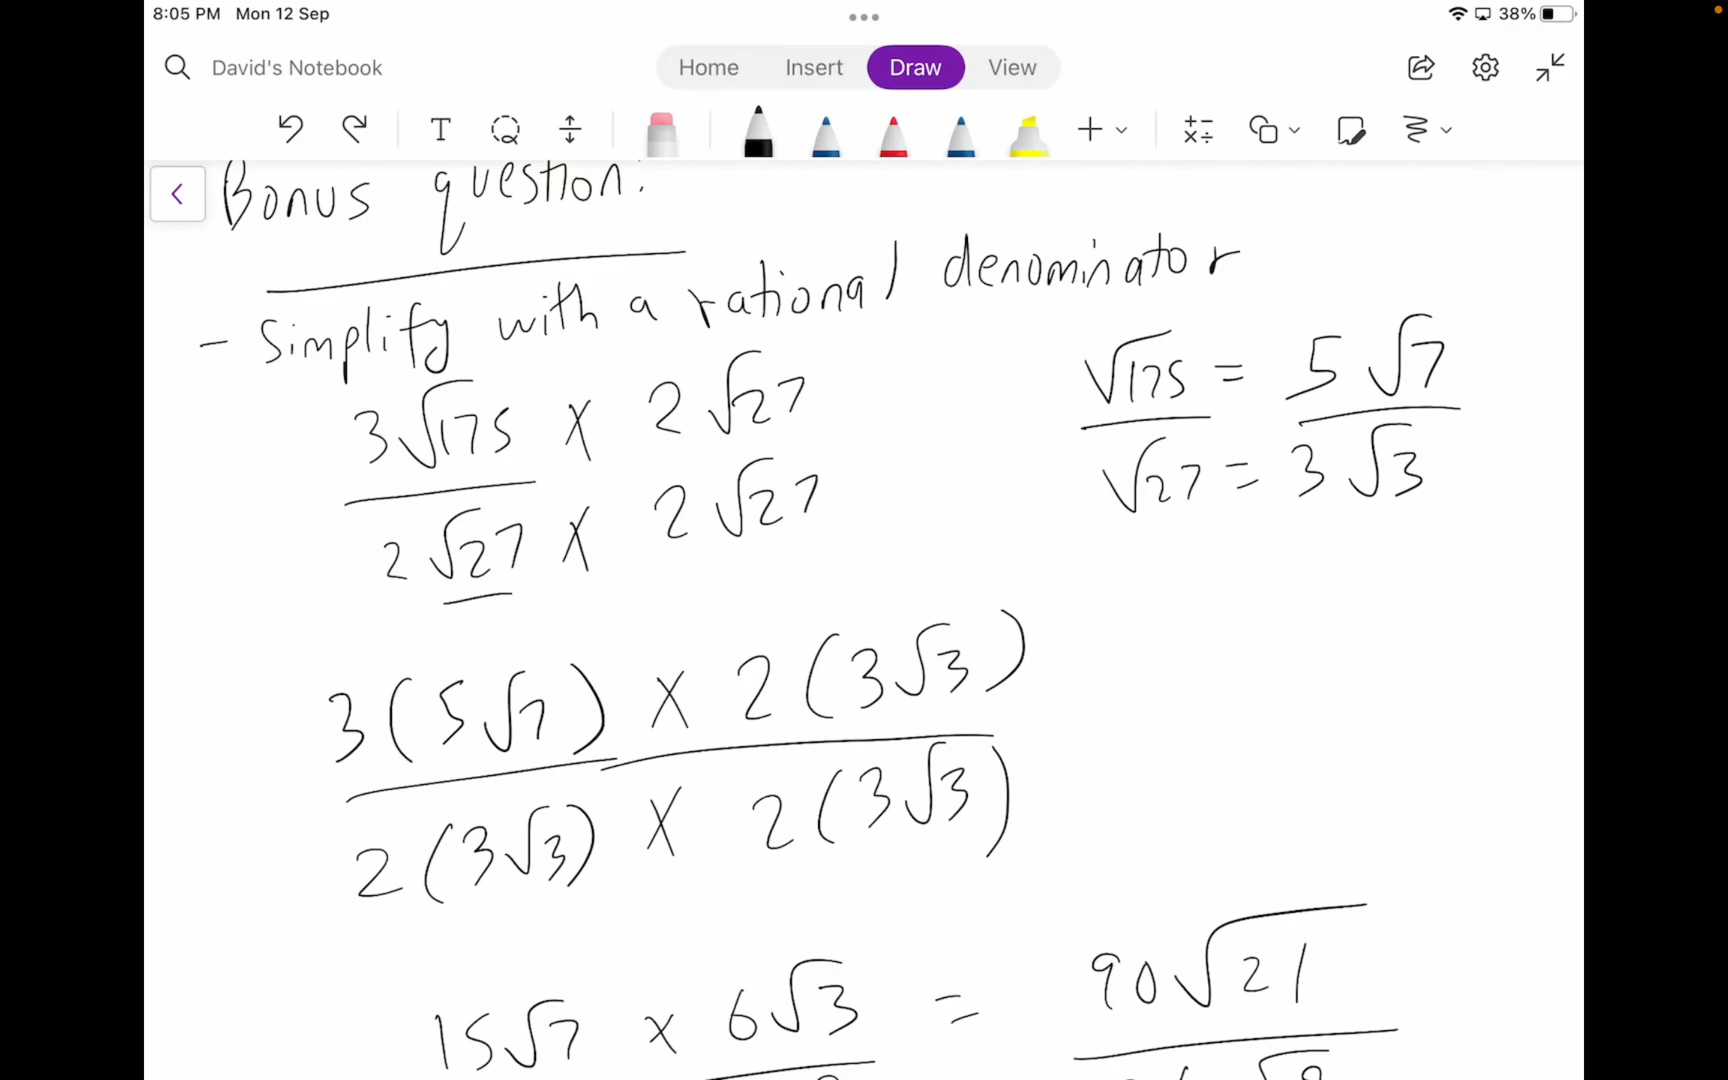 8:05 PM Mon 12 Sep
38%
David's Notebook
Home Insert Draw View
T
Bonus question:
- Simplify with a rational denominator
3√175 × 2√27
2√27 × 2√27
√175 = 5√7
√27 = 3√3
3(5√7) × 2(3√3)
2(3√3) × 2(3√3)
15√7 × 6√3 = 90√21